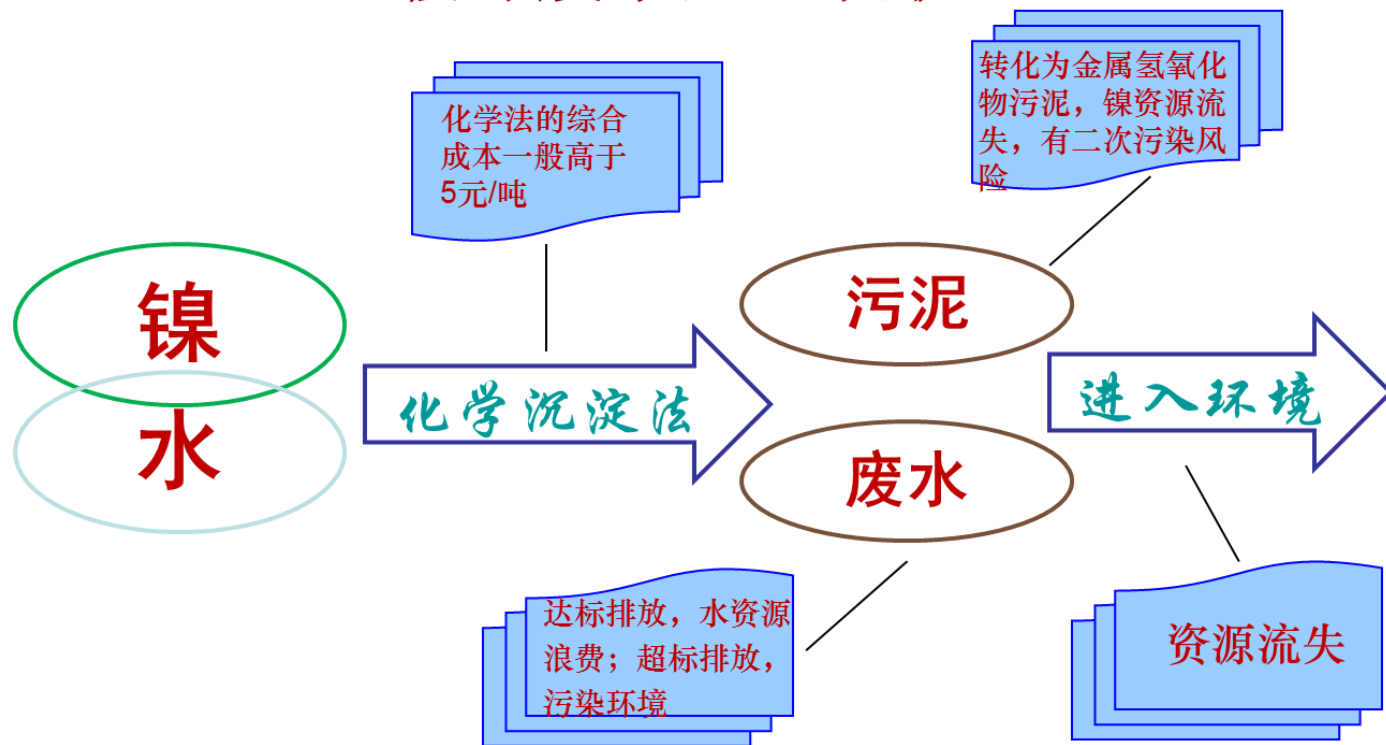 化学法的综合
成本一般高于
5元/吨
转化为金属氢氧化
物污泥，镍资源流
失，有二次污染风
险
镍
水
化学沉淀法
污泥
废水
进入环境
达标排放，水资源
浪费；超标排放，
污染环境
资源流失